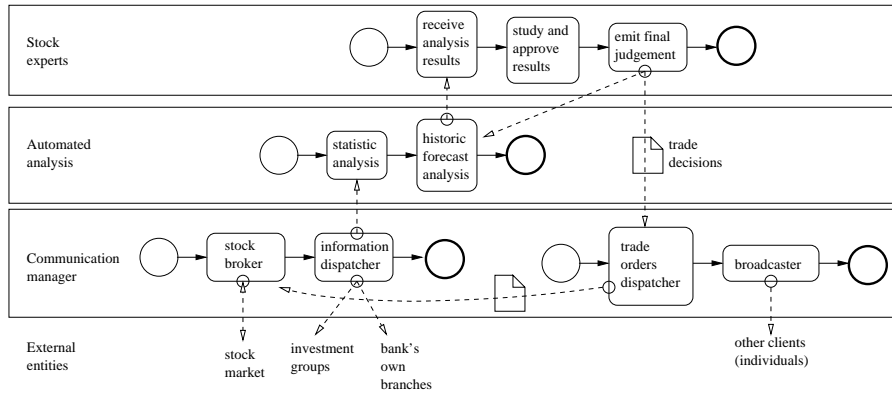 Stock
experts
receive
analysis
results
study and
approve
results
emit final
judgement
Automated
analysis
statistic
analysis
historic
forecast
analysis
trade
decisions
Communication
manager
stock
broker
information
dispatcher
trade
orders
dispatcher
broadcaster
External
entities
stock
market
investment
groups
bank's
own
branches
other clients
(individuals)